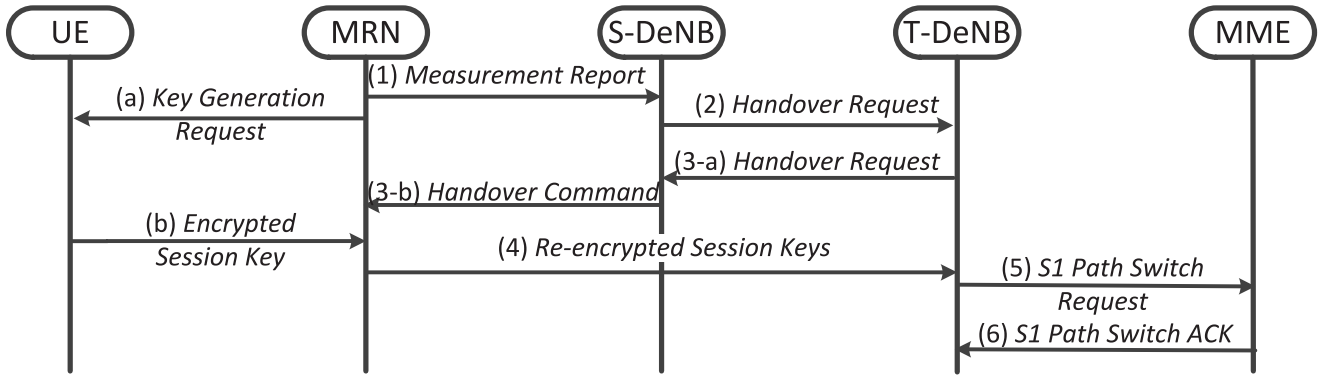 UE MRN S-DeNB T-DeNB MME
(1) Measurement Report
(a) Key Generation
Request
(2) Handover Request
(3-a) Handover Request
(3-b) Handover Command
(b) Encrypted
Session Key
(4) Re-encrypted Session Keys
(5) S1 Path Switch
Request
(6) S1 Path Switch ACK